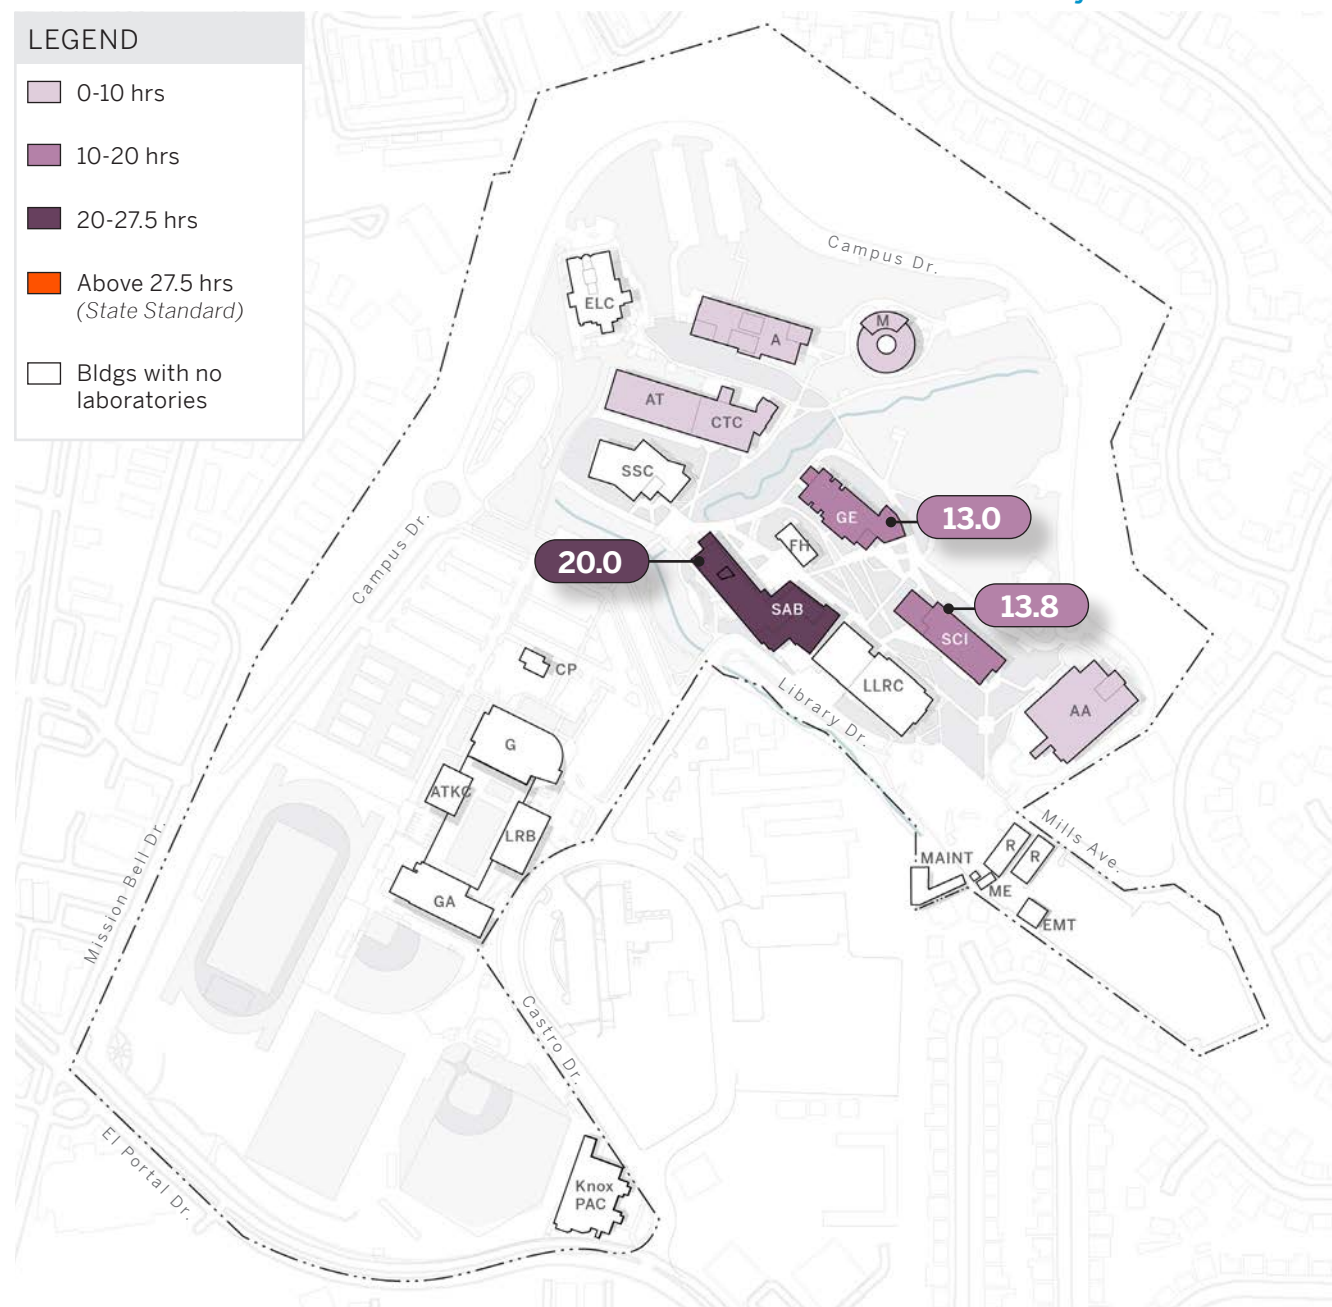 LEGEND
0-10 hrs
10-20 hrs
20-27.5 hrs
Above 27.5 hrs
(State Standard)
Bldgs with no
laboratories
Campus Dr.
ELC
M
A
AT
CTC
SSC
GE
13.0
Campus Dr.
FH
20.0
SAB
13.8
SCI
CP
LLRC
Library Dr.
AA
G
ATKC
LRB
Mills Ave
R
R
MAINT
ME
GA
EMT
Mission Bell Dr.
Castro Dr.
El Portal Dr.
Knox
PAC